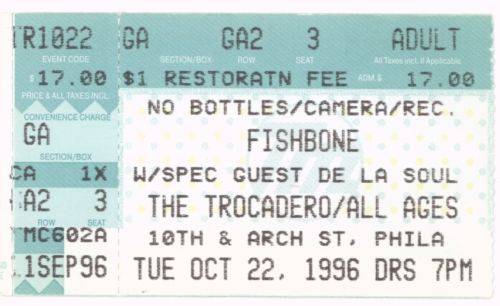 TR1022 GA GA2 3 ADULT
EVENT CODE SECTION/BOX ROW SEAT All Taxes Incl. If Applicable
$17.00 $1 RESTORATN FEE ADM $ 17.00
PRICE & ALL TAXES INCL. NO BOTTLES/CAMERA/REC.
CONVENIENCE CHARGE
GA FISHBONE
SECTION/BOX
CA 1X W/SPEC GUEST DE LA SOUL
GA2 3 THE TROCADERO/ALL AGES
ROW SEAT
MC602A 10TH & ARCH ST, PHILA
1SEP96 TUE OCT 22, 1996 DRS 7PM